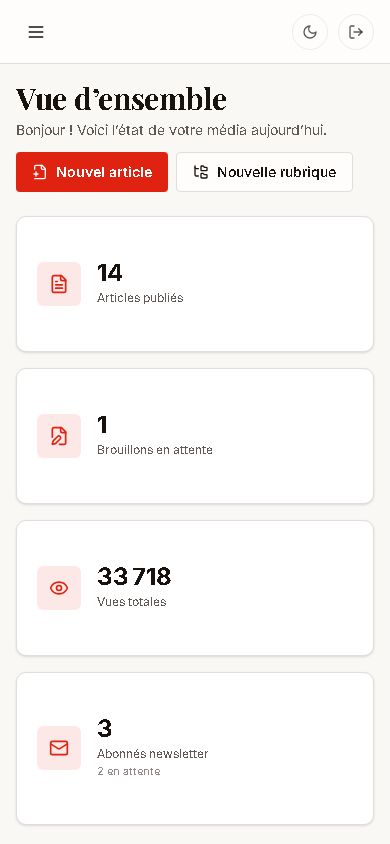 Vue d’ensemble
Bonjour ! Voici l’état de votre média aujourd’hui.
Nouvel article
Nouvelle rubrique
14
Articles publiés
1
Brouillons en attente
33 718
Vues totales
3
Abonnés newsletter
2 en attente